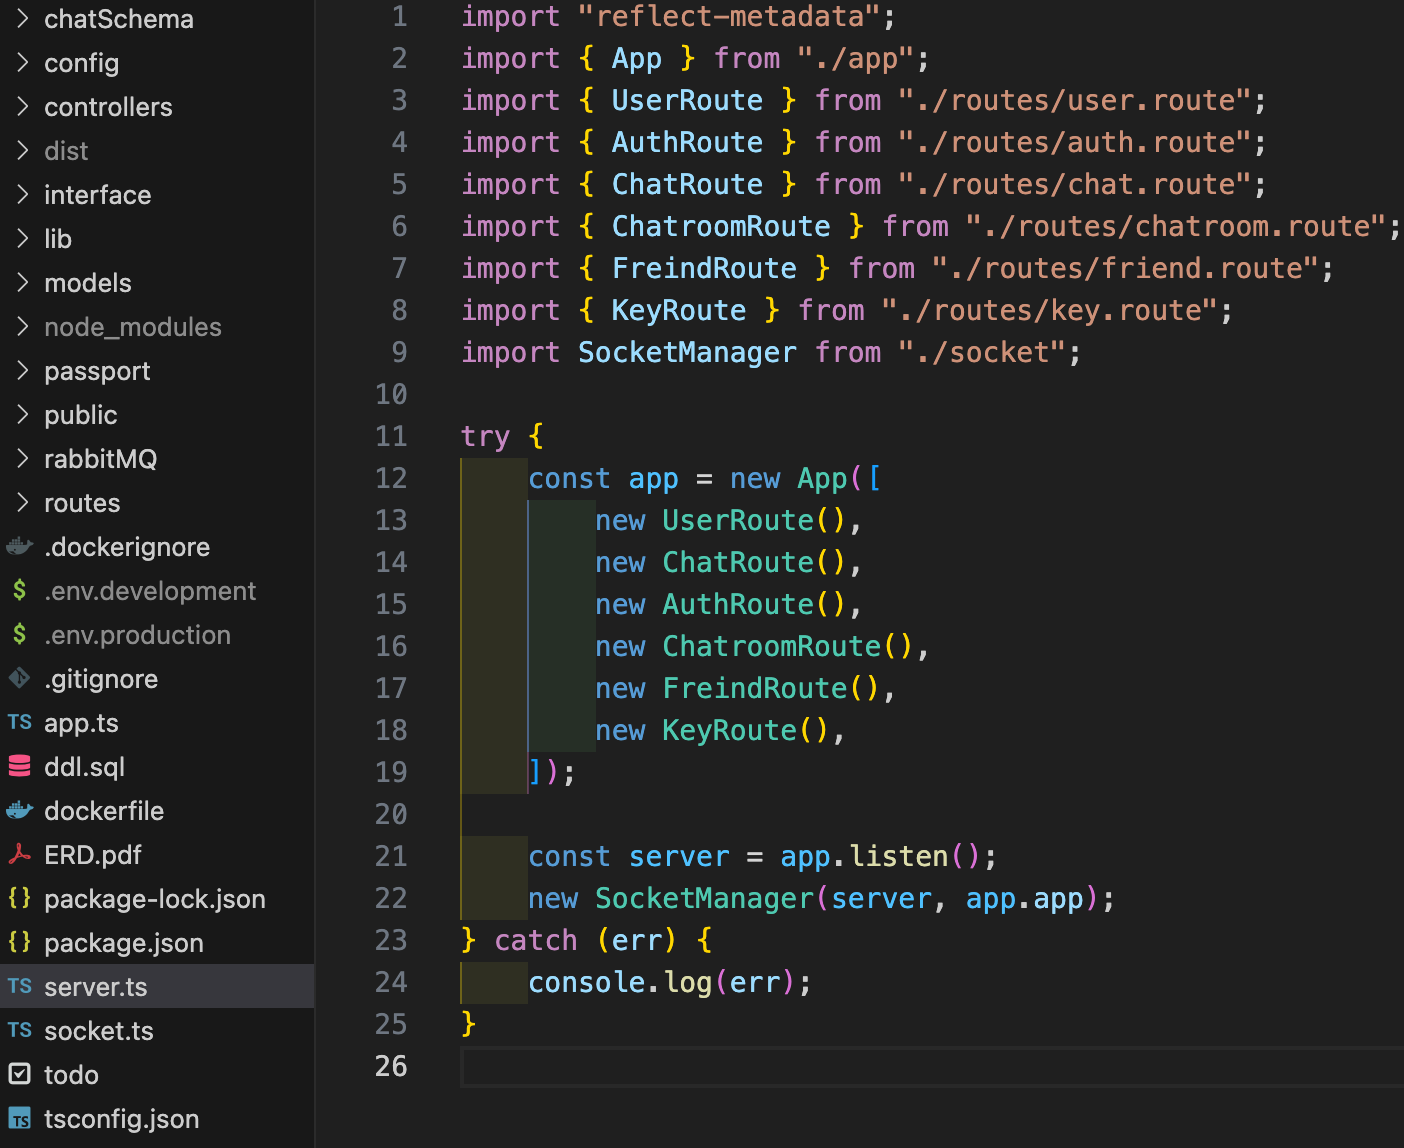 chatSchema
config
controllers
dist
interface
lib
models
node_modules
passport
public
rabbitMQ
routes
.dockerignore
$ .env.development
$ .env.production
.gitignore
TS app.ts
ddl.sql
dockerfile
ERD.pdf
{} package-lock.json
{} package.json
TS server.ts
TS socket.ts
todo
TS tsconfig.json
1 import "reflect-metadata";
2 import { App } from "./app";
3 import { UserRoute } from "./routes/user.route";
4 import { AuthRoute } from "./routes/auth.route";
5 import { ChatRoute } from "./routes/chat.route";
6 import { ChatroomRoute } from "./routes/chatroom.route";
7 import { FreindRoute } from "./routes/friend.route";
8 import { KeyRoute } from "./routes/key.route";
9 import SocketManager from "./socket";
10
11 try {
12     const app = new App([
13         new UserRoute(),
14         new ChatRoute(),
15         new AuthRoute(),
16         new ChatroomRoute(),
17         new FreindRoute(),
18         new KeyRoute(),
19     ]);
20
21     const server = app.listen();
22     new SocketManager(server, app.app);
23 } catch (err) {
24     console.log(err);
25 }
26